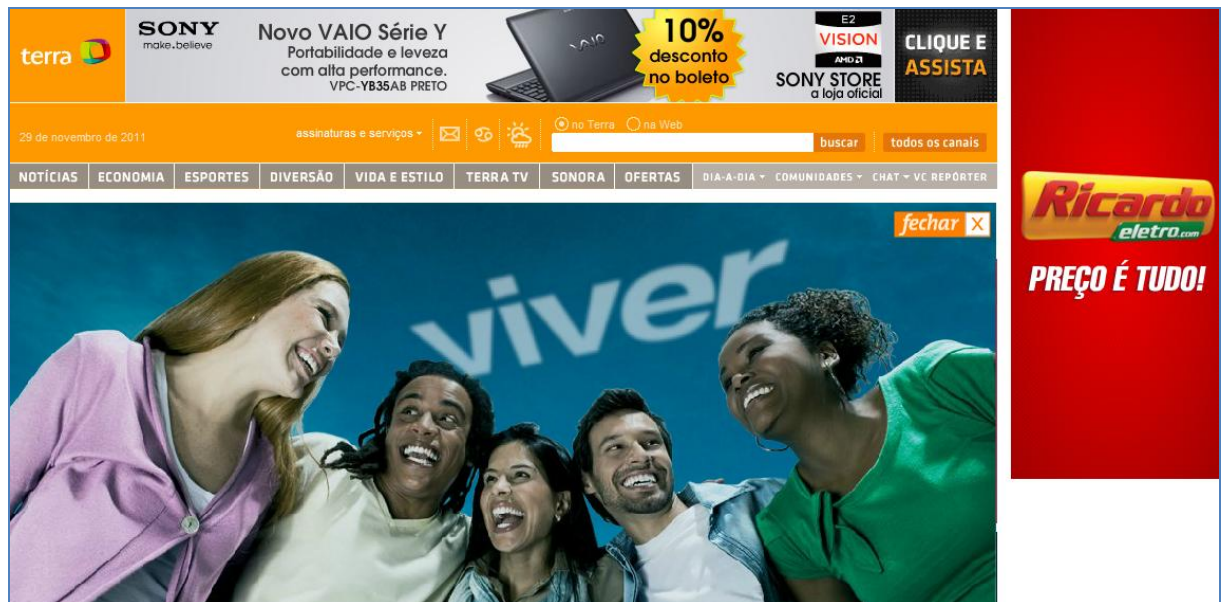 terra
SONY
make.believe
Novo VAIO Série Y
Portabilidade e leveza
com alta performance.
VPC-YB35AB PRETO
VAIO
10%
desconto
no boleto
E2
VISION
AMD
SONY STORE
a loja oficial
CLIQUE E
ASSISTA
29 de novembro de 2011
assinaturas e serviços
no Terra na Web
buscar
todos os canais
NOTÍCIAS ECONOMIA ESPORTES DIVERSÃO VIDA E ESTILO TERRA TV SONORA OFERTAS DIA-A-DIA COMUNIDADES CHAT VC REPÓRTER
fechar X
viver
Ricardo
eletro.com
PREÇO É TUDO!